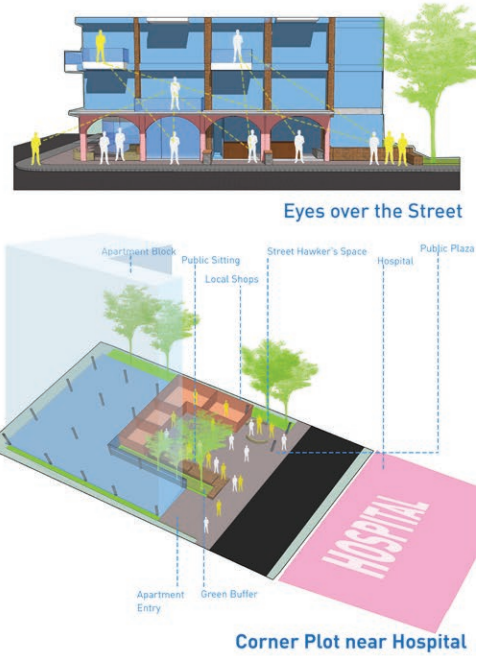 Eyes over the Street
Apartment Block
Public Sitting
Local Shops
Street Hawker's Space
Hospital
Public Plaza
HOSPITAL
Apartment
Entry
Green Buffer
Corner Plot near Hospital